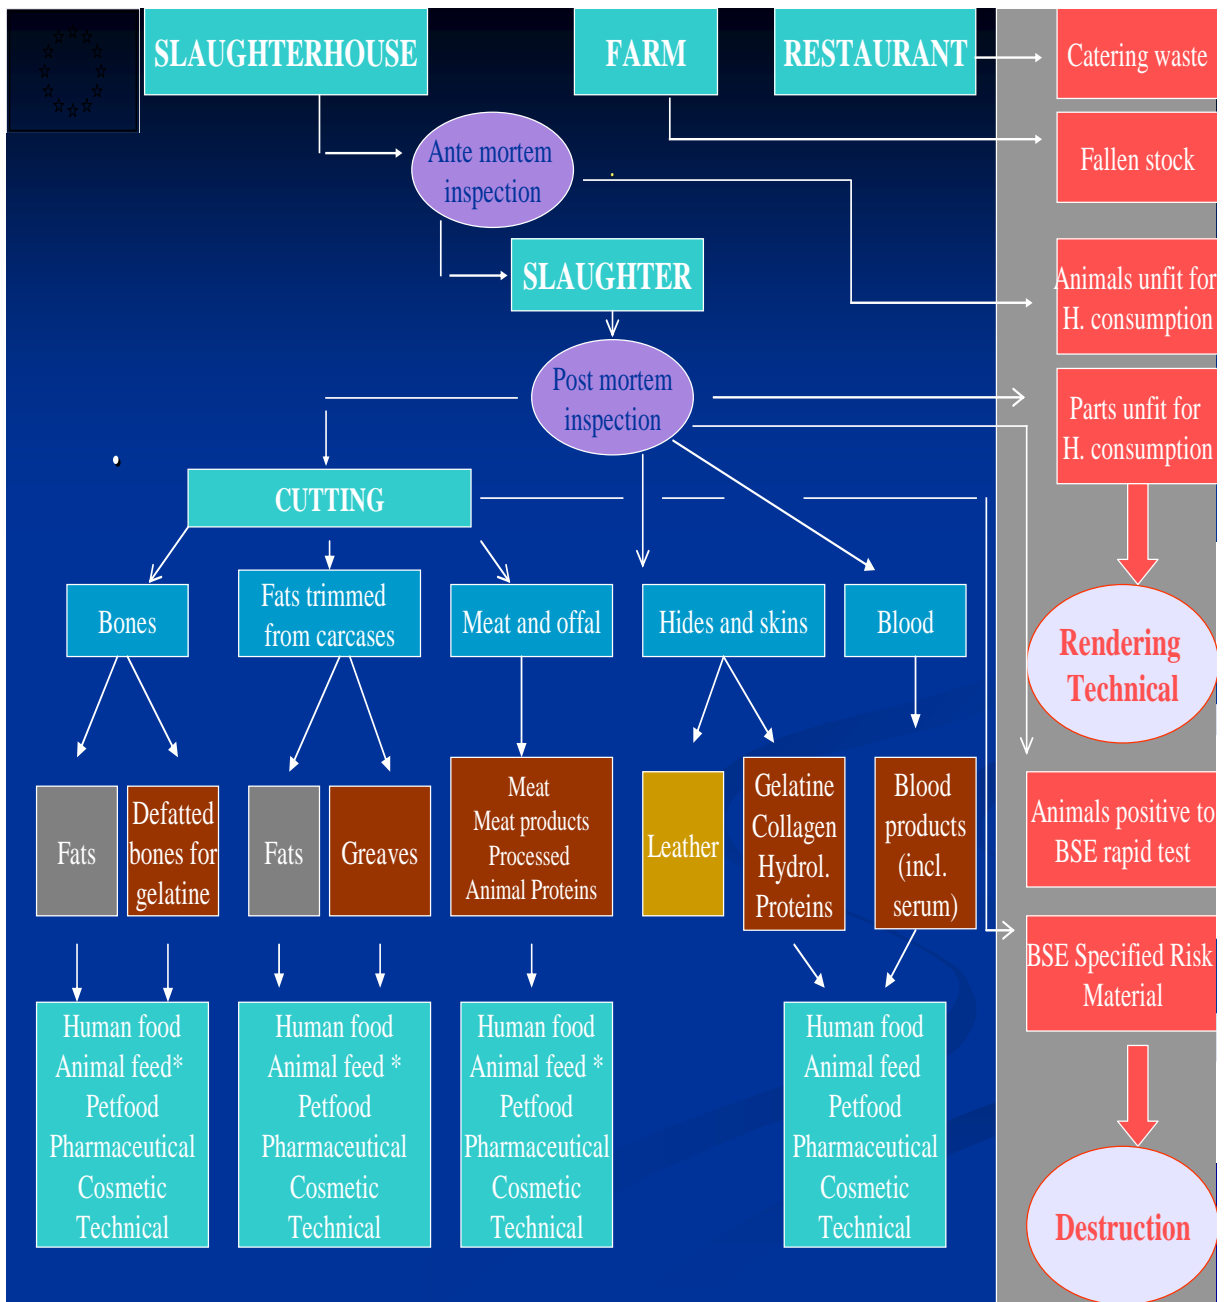 SLAUGHTERHOUSE
FARM
RESTAURANT
Catering waste
Ante mortem
inspection
Fallen stock
SLAUGHTER
Animals unfit for
H. consumption
Post mortem
inspection
Parts unfit for
H. consumption
CUTTING
Bones
Fats trimmed
from carcases
Meat and offal
Hides and skins
Blood
Rendering
Technical
Fats
Defatted
bones for
gelatine
Fats
Greaves
Meat
Meat products
Processed
Animal Proteins
Leather
Gelatine
Collagen
Hydrol.
Proteins
Blood
products
(incl.
serum)
Animals positive to
BSE rapid test
BSE Specified Risk
Material
Human food
Animal feed*
Petfood
Pharmaceutical
Cosmetic
Technical
Human food
Animal feed *
Petfood
Pharmaceutical
Cosmetic
Technical
Human food
Animal feed *
Petfood
Pharmaceutical
Cosmetic
Technical
Human food
Animal feed
Petfood
Pharmaceutical
Cosmetic
Technical
Destruction